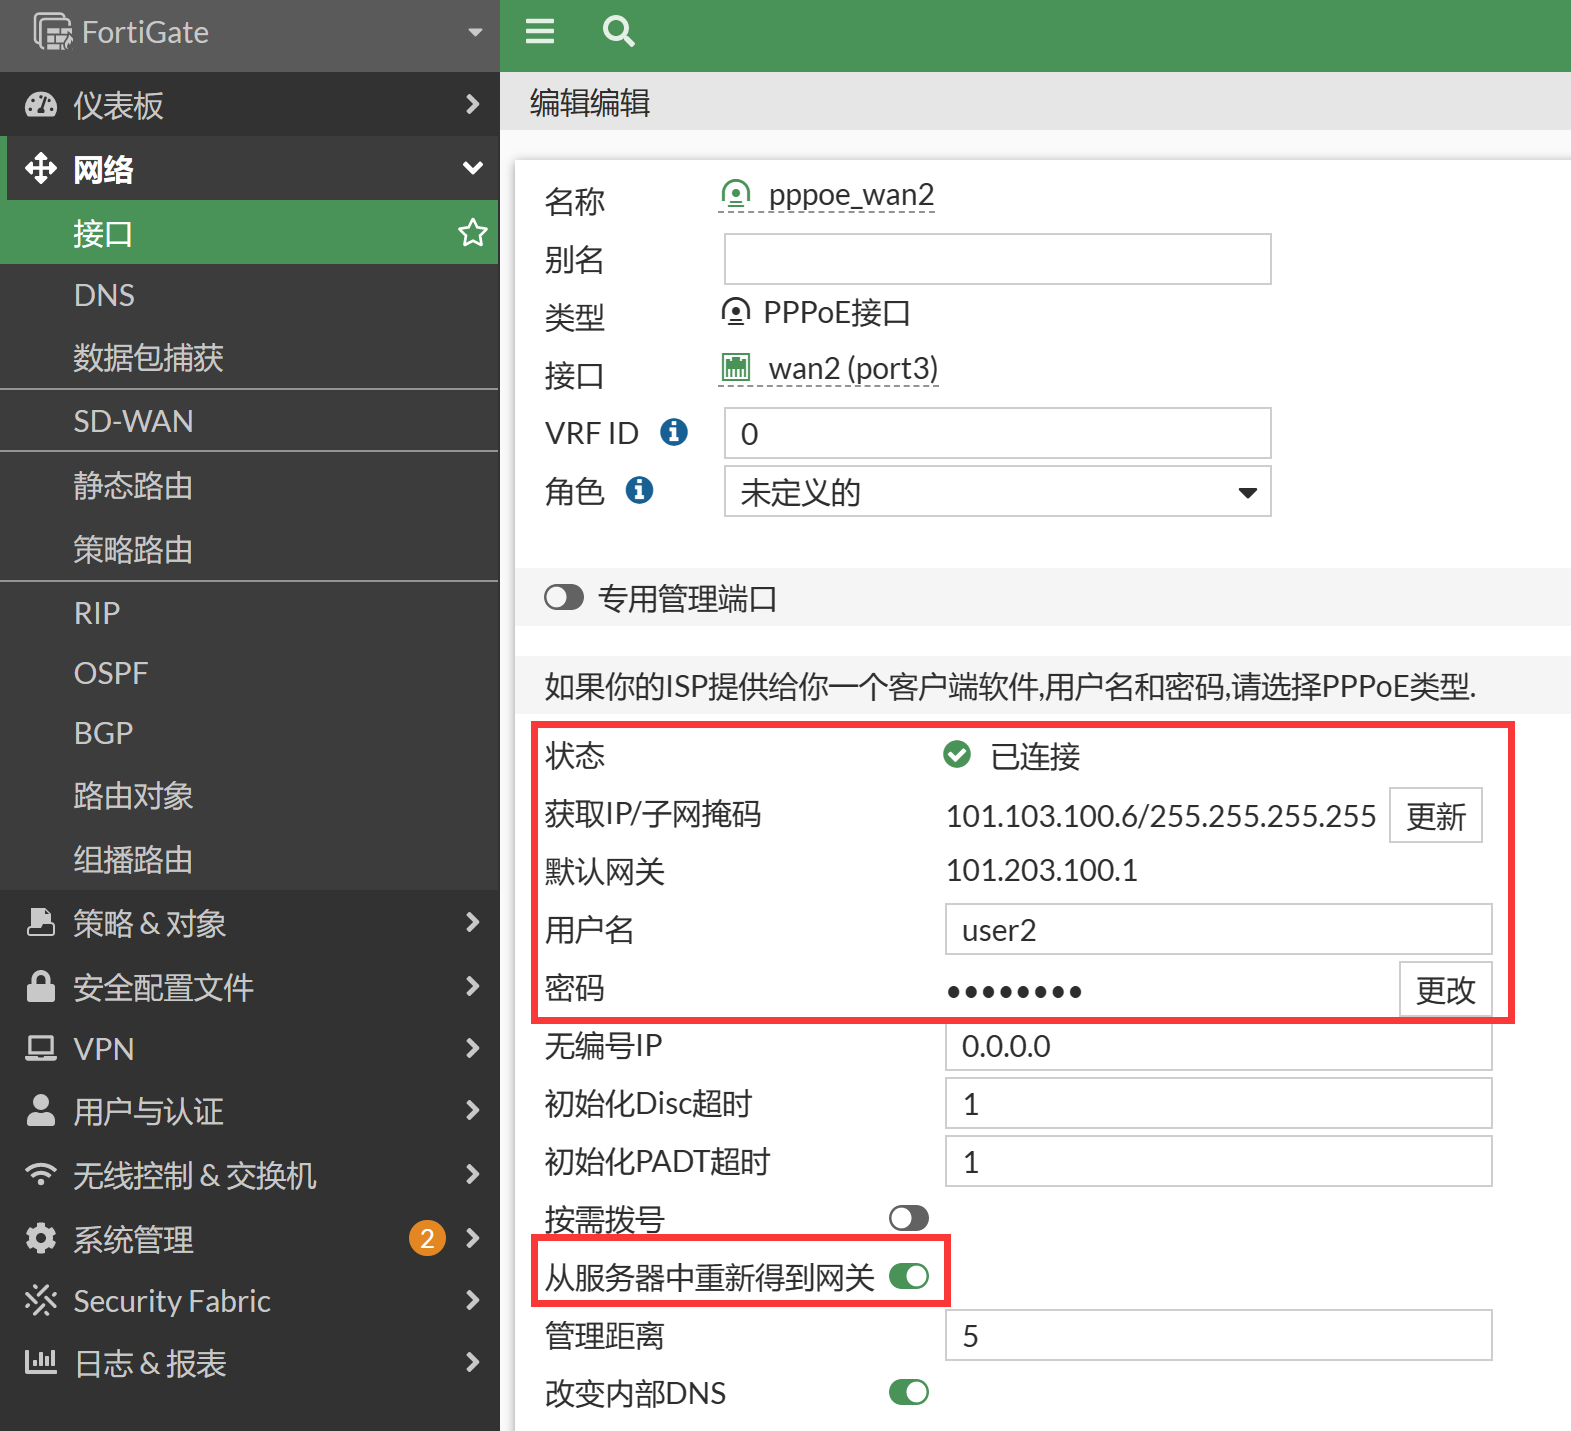 FortiGate
仪表板
网络
接口
DNS
数据包捕获
SD-WAN
静态路由
策略路由
RIP
OSPF
BGP
路由对象
组播路由
策略 & 对象
安全配置文件
VPN
用户与认证
无线控制 & 交换机
系统管理 2
Security Fabric
日志 & 报表
编辑编辑
名称 pppoe_wan2
别名
类型 PPPoE接口
接口 wan2 (port3)
VRF ID 0
角色 未定义的
专用管理端口
如果你的ISP提供给你一个客户端软件,用户名和密码,请选择PPPoE类型.
状态 已连接
获取IP/子网掩码 101.103.100.6/255.255.255.255 更新
默认网关 101.203.100.1
用户名 user2
密码 •••••••• 更改
无编号IP 0.0.0.0
初始化Disc超时 1
初始化PADT超时 1
按需拨号
从服务器中重新得到网关
管理距离 5
改变内部DNS